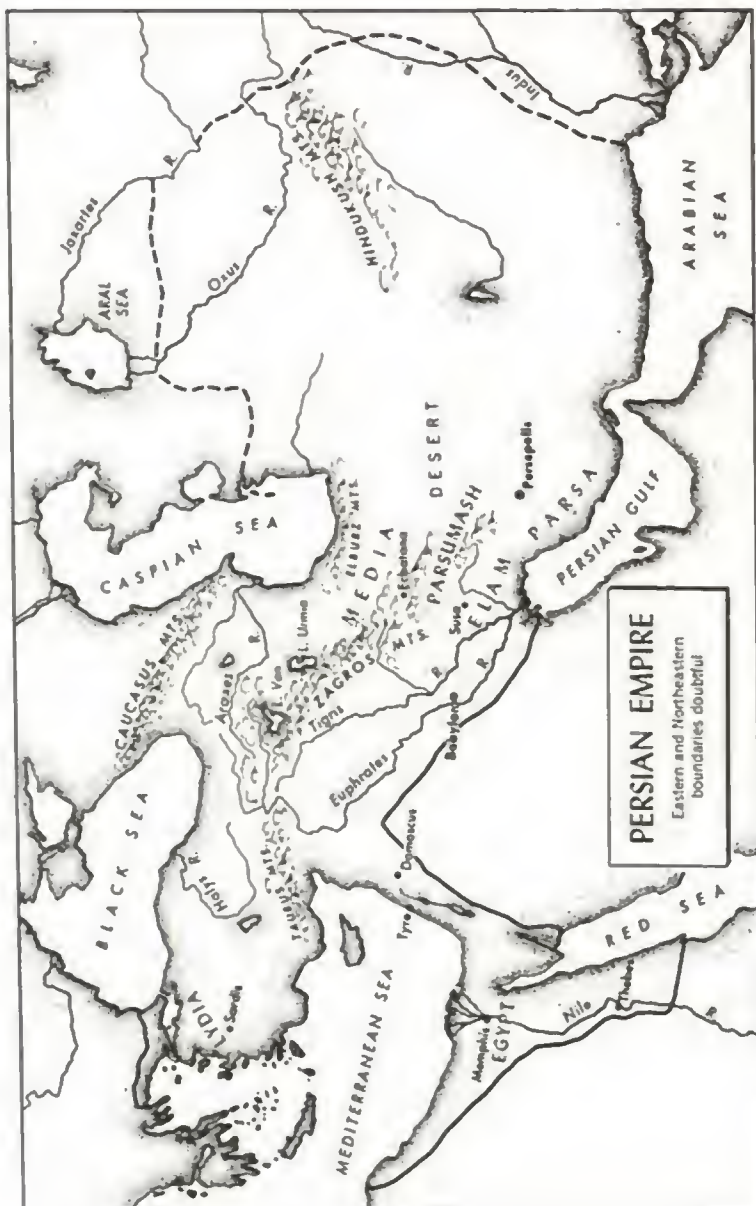 PERSIAN EMPIRE
Eastern and Northeastern
boundaries doubtful
BLACK SEA
CAUCASUS MTS.
CASPIAN SEA
ARAL
SEA
Jaxartes R.
Oxus R.
HINDUKUSH MTS.
Indus R.
ARABIAN
SEA
LYDIA
Sardis
Halys R.
TAURUS MTS.
Araxes R.
L. Van
L. Urmia
ELBURZ MTS.
MEDIA
Ecbatana
ZAGROS MTS.
DESERT
PARSUMASH
Persepolis
PARSA
ELAM
Susa
Tigris R.
Euphrates R.
Babylon
PERSIAN GULF
MEDITERRANEAN SEA
Tyre
Damascus
Memphis
EGYPT
Nile R.
Thebes
RED SEA